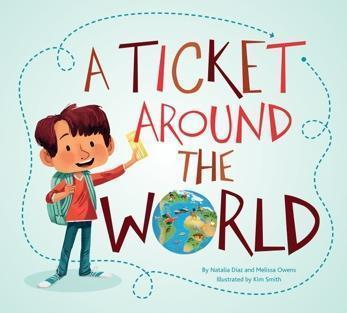 A TICKET
AROUND
THE
WORLD
By Natalia Diaz and Melissa Owens
Illustrated by Kim Smith